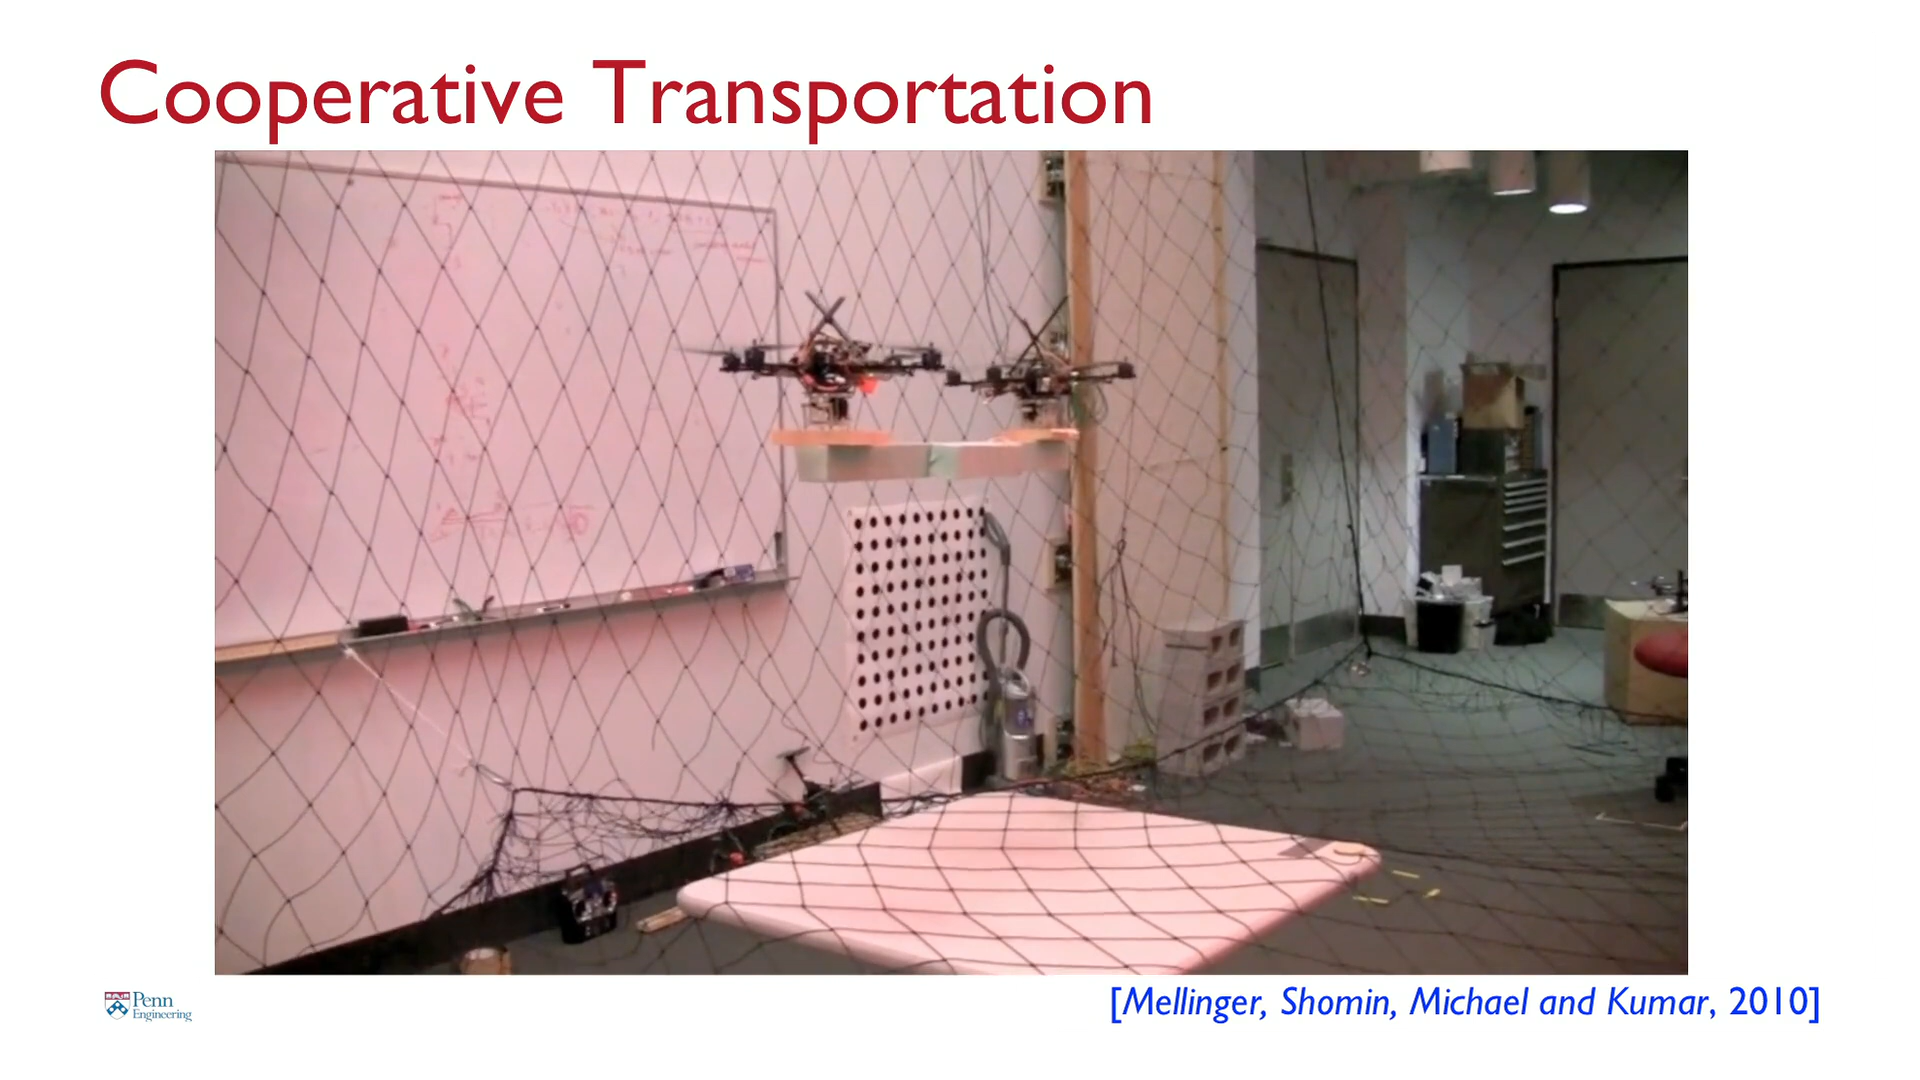 Cooperative Transportation
Penn
Engineering
[Mellinger, Shomin, Michael and Kumar, 2010]